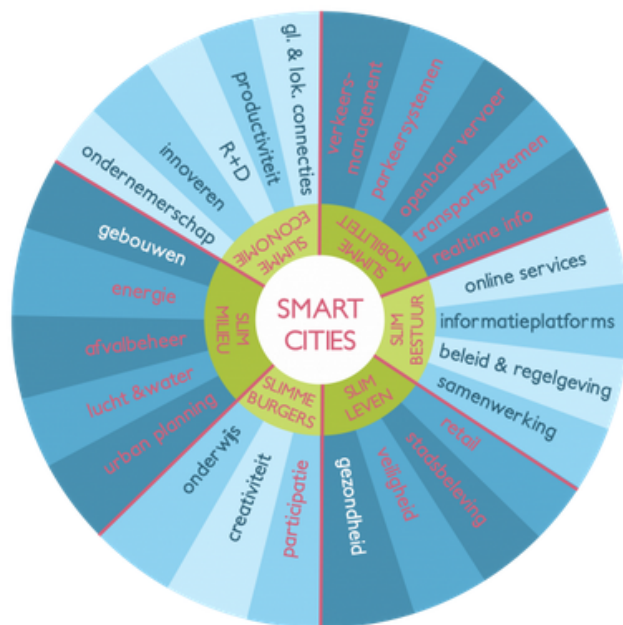 SMART
CITIES
SLIMME
MOBILITEIT
verkeers-
management
parkeersystemen
openbaar vervoer
transportsystemen
realtime info
SLIM
BESTUUR
online services
informatieplatforms
beleid & regelgeving
samenwerking
SLIM
LEVEN
retail
stadsbeleving
veiligheid
gezondheid
SLIMME
BURGERS
participatie
creativiteit
onderwijs
SLIM
MILIEU
urban planning
lucht & water
afvalbeheer
energie
gebouwen
SLIMME
ECONOMIE
ondernemerschap
innoveren
R+D
productiviteit
gl. & lok. connecties